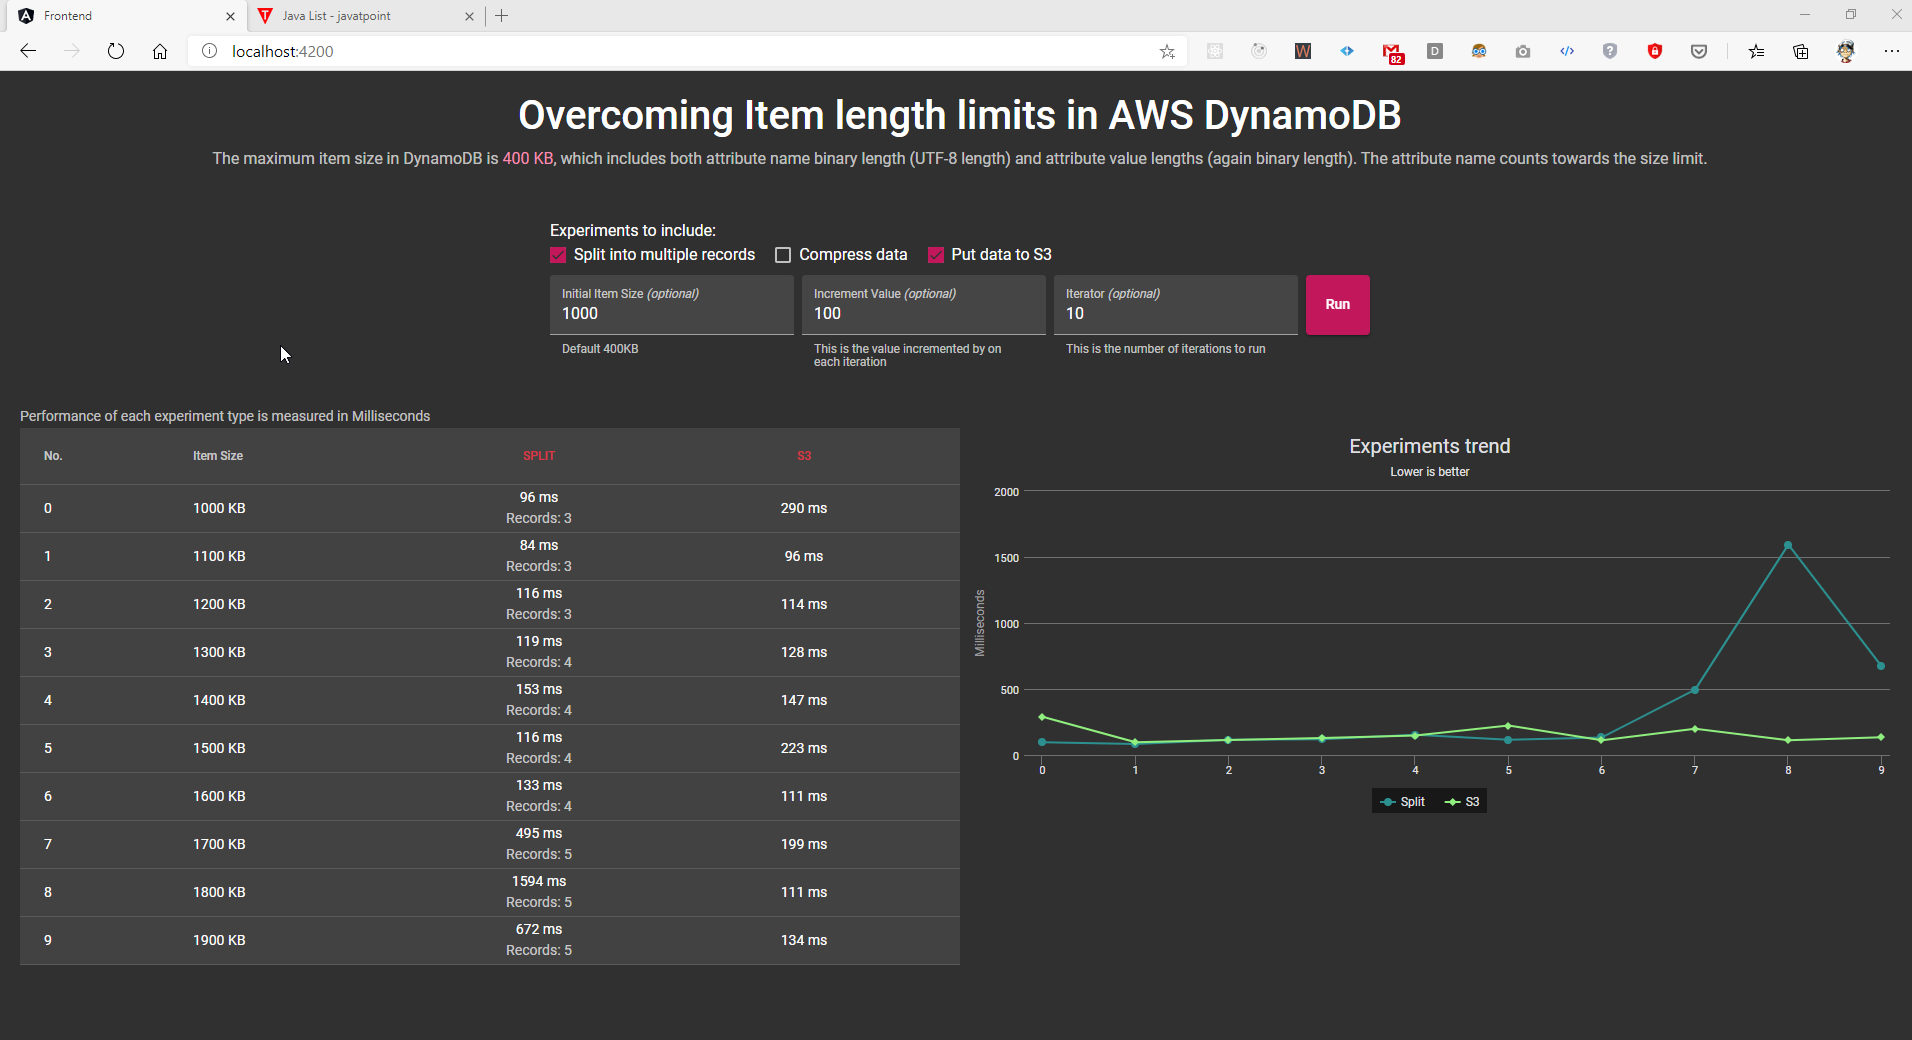 Frontend
Java List - javatpoint
localhost:4200
82
Overcoming Item length limits in AWS DynamoDB
The maximum item size in DynamoDB is 400 KB, which includes both attribute name binary length (UTF-8 length) and attribute value lengths (again binary length). The attribute name counts towards the size limit.
Experiments to include:
Split into multiple records Compress data Put data to S3
Initial Item Size (optional) Increment Value (optional) Iterator (optional)
1000 100 10 Run
Default 400KB This is the value incremented by on This is the number of iterations to run
each iteration
Performance of each experiment type is measured in Milliseconds
No. Item Size SPLIT S3
96 ms
0 1000 KB 290 ms
Records: 3
84 ms
1 1100 KB 96 ms
Records: 3
116 ms
2 1200 KB 114 ms
Records: 3
119 ms
3 1300 KB 128 ms
Records: 4
153 ms
4 1400 KB 147 ms
Records: 4
116 ms
5 1500 KB 223 ms
Records: 4
133 ms
6 1600 KB 111 ms
Records: 4
495 ms
7 1700 KB 199 ms
Records: 5
1594 ms
8 1800 KB 111 ms
Records: 5
672 ms
9 1900 KB 134 ms
Records: 5
Experiments trend
Lower is better
Milliseconds
2000
1500
1000
500
0
0 1 2 3 4 5 6 7 8 9
Split S3